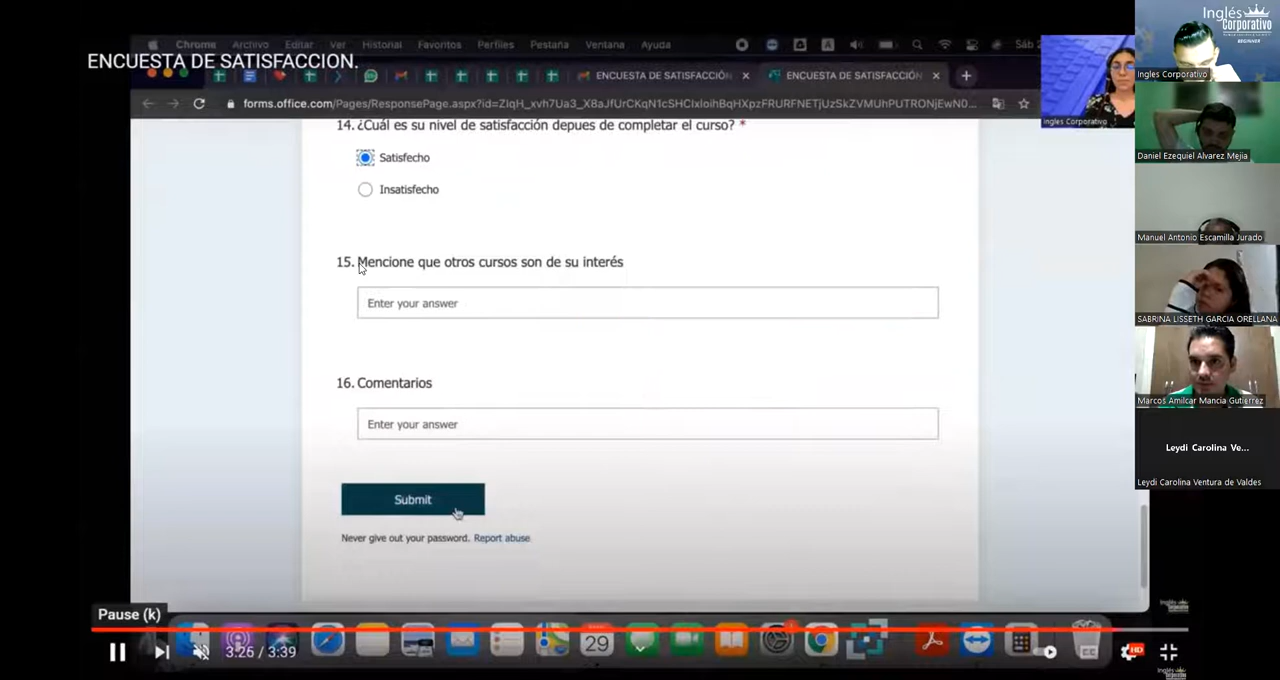 Chrome Archivo Editar Ver Historial Favoritos Perfiles Pestaña Ventana Ayuda
ENCUESTA DE SATISFACCION.
ENCUESTA DE SATISFACCIÓN
ENCUESTA DE SATISFACCIÓN
14. ¿Cuál es su nivel de satisfacción depues de completar el curso? *
Satisfecho
Insatisfecho
15. Mencione que otros cursos son de su interés
Enter your answer
16. Comentarios
Enter your answer
Submit
Never give out your password. Report abuse
Pause (k)
29
3:26 / 3:39
HD
Inglés Corporativo
Inglés
Corporativo
BEGINNER
Ingles Corporativo
Daniel Ezequiel Alvarez Mejia
Manuel Antonio Escamilla Jurado
SABRINA LISSETH GARCIA ORELLANA
Marcos Amilcar Mancia Gutierrez
Leydi Carolina Ve...
Leydi Carolina Ventura de Valdes